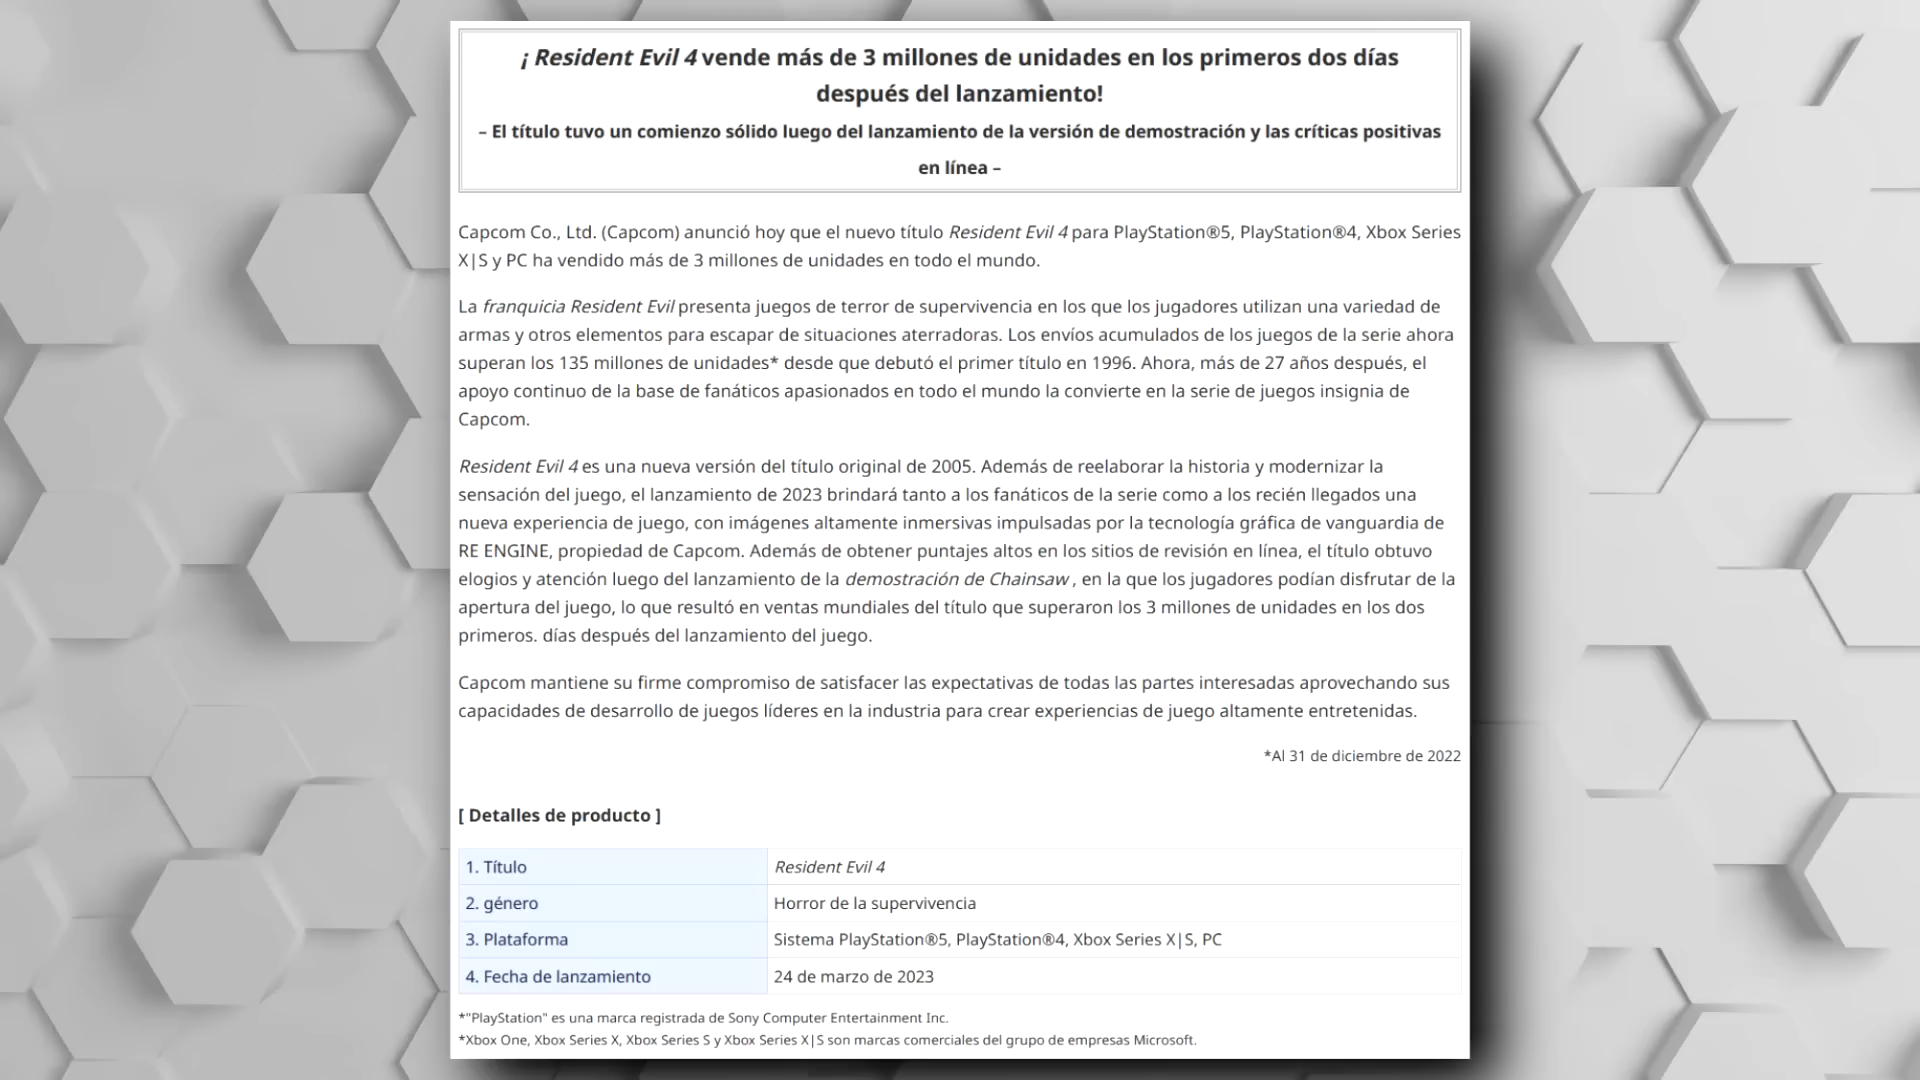 ¡ Resident Evil 4 vende más de 3 millones de unidades en los primeros dos días
después del lanzamiento!
– El título tuvo un comienzo sólido luego del lanzamiento de la versión de demostración y las críticas positivas
en línea –
Capcom Co., Ltd. (Capcom) anunció hoy que el nuevo título Resident Evil 4 para PlayStation®5, PlayStation®4, Xbox Series
X|S y PC ha vendido más de 3 millones de unidades en todo el mundo.
La franquicia Resident Evil presenta juegos de terror de supervivencia en los que los jugadores utilizan una variedad de
armas y otros elementos para escapar de situaciones aterradoras. Los envíos acumulados de los juegos de la serie ahora
superan los 135 millones de unidades* desde que debutó el primer título en 1996. Ahora, más de 27 años después, el
apoyo continuo de la base de fanáticos apasionados en todo el mundo la convierte en la serie de juegos insignia de
Capcom.
Resident Evil 4 es una nueva versión del título original de 2005. Además de reelaborar la historia y modernizar la
sensación del juego, el lanzamiento de 2023 brindará tanto a los fanáticos de la serie como a los recién llegados una
nueva experiencia de juego, con imágenes altamente inmersivas impulsadas por la tecnología gráfica de vanguardia de
RE ENGINE, propiedad de Capcom. Además de obtener puntajes altos en los sitios de revisión en línea, el título obtuvo
elogios y atención luego del lanzamiento de la demostración de Chainsaw , en la que los jugadores podían disfrutar de la
apertura del juego, lo que resultó en ventas mundiales del título que superaron los 3 millones de unidades en los dos
primeros. días después del lanzamiento del juego.
Capcom mantiene su firme compromiso de satisfacer las expectativas de todas las partes interesadas aprovechando sus
capacidades de desarrollo de juegos líderes en la industria para crear experiencias de juego altamente entretenidas.
*Al 31 de diciembre de 2022
[ Detalles de producto ]
1. Título Resident Evil 4
2. género Horror de la supervivencia
3. Plataforma Sistema PlayStation®5, PlayStation®4, Xbox Series X|S, PC
4. Fecha de lanzamiento 24 de marzo de 2023
*"PlayStation" es una marca registrada de Sony Computer Entertainment Inc.
*Xbox One, Xbox Series X, Xbox Series S y Xbox Series X|S son marcas comerciales del grupo de empresas Microsoft.